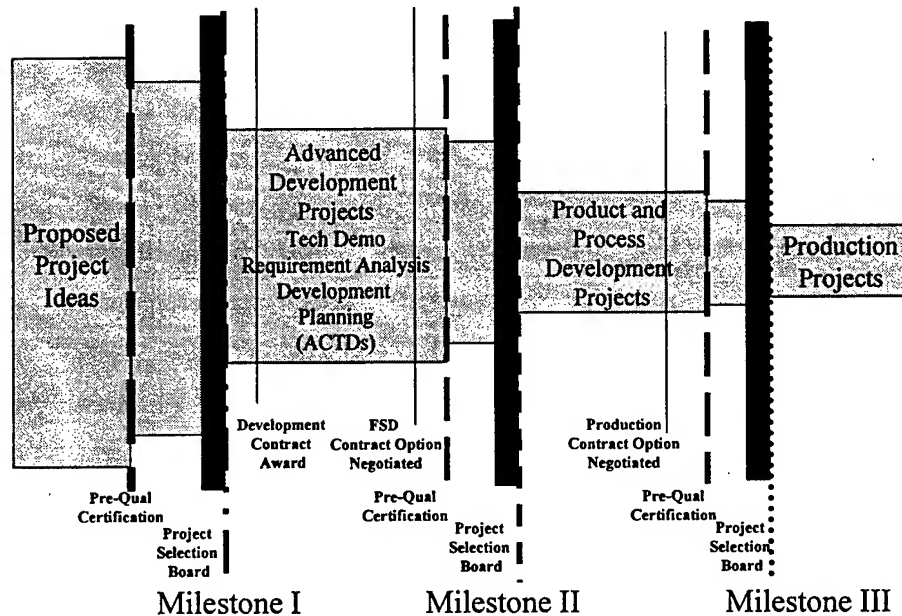 Proposed
Project
Ideas
Advanced
Development
Projects
Tech Demo
Requirement Analysis
Development
Planning
(ACTDs)
Product and
Process
Development
Projects
Production
Projects
Development
Contract
Award
FSD
Contract Option
Negotiated
Production
Contract Option
Negotiated
Pre-Qual
Certification
Pre-Qual
Certification
Pre-Qual
Certification
Project
Selection
Board
Project
Selection
Board
Project
Selection
Board
Milestone I
Milestone II
Milestone III